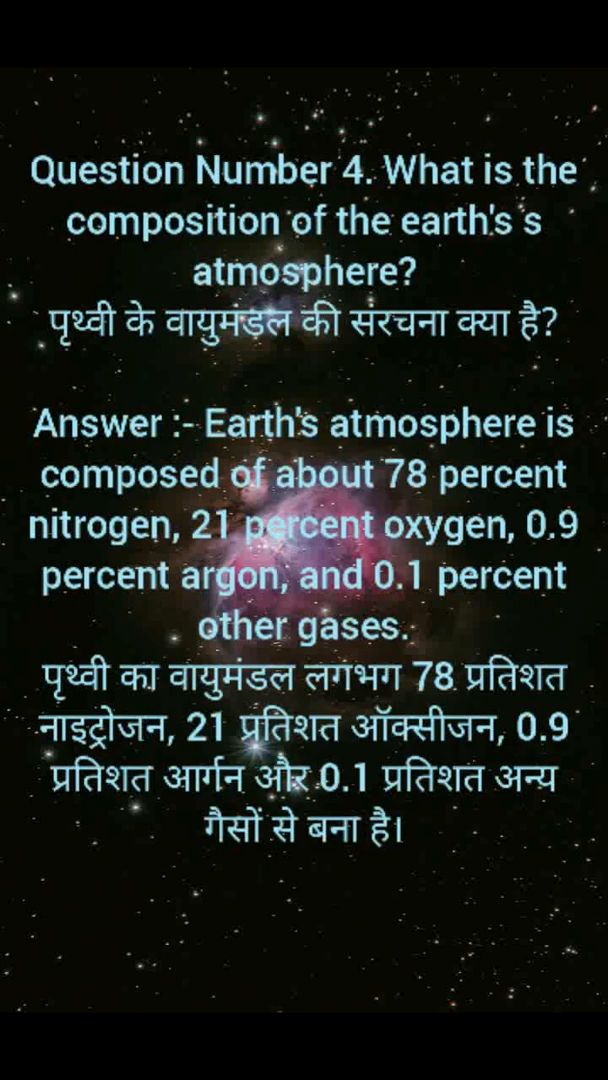 Question Number 4. What is the
composition of the earth's s
atmosphere?
पृथ्वी के वायुमंडल की संरचना क्या है?
Answer :- Earth's atmosphere is
composed of about 78 percent
nitrogen, 21 percent oxygen, 0.9
percent argon, and 0.1 percent
other gases.
पृथ्वी का वायुमंडल लगभग 78 प्रतिशत
नाइट्रोजन, 21 प्रतिशत ऑक्सीजन, 0.9
प्रतिशत आर्गन और 0.1 प्रतिशत अन्य
गैसों से बना है।